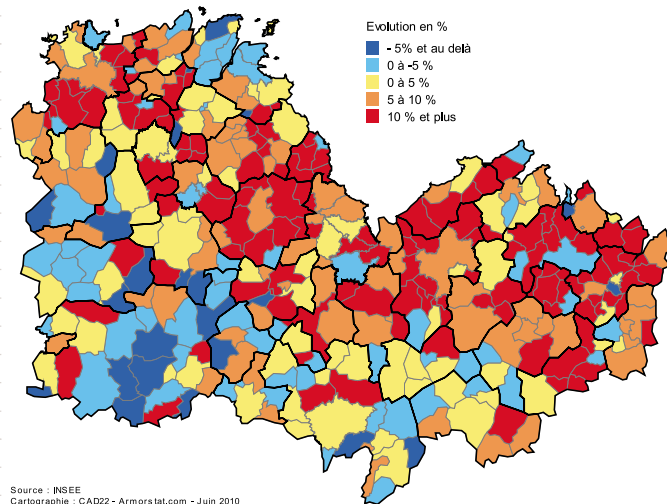 Evolution en %
- 5% et au delà
0 à -5 %
0 à 5 %
5 à 10 %
10 % et plus
Source : INSEE
Cartographie : CAD22 - Armorstat.com - Juin 2010